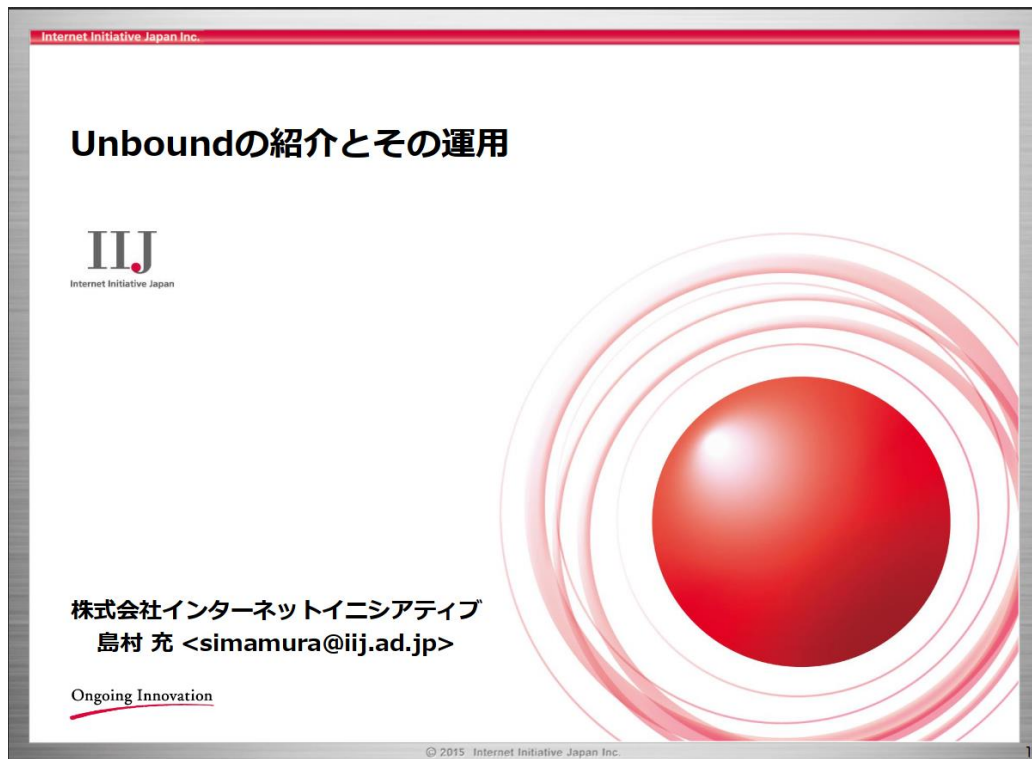 Internet Initiative Japan Inc.
Unboundの紹介とその運用
IIJ
Internet Initiative Japan
株式会社インターネットイニシアティブ
島村 充 <simamura@iij.ad.jp>
Ongoing Innovation
© 2015 Internet Initiative Japan Inc.
1